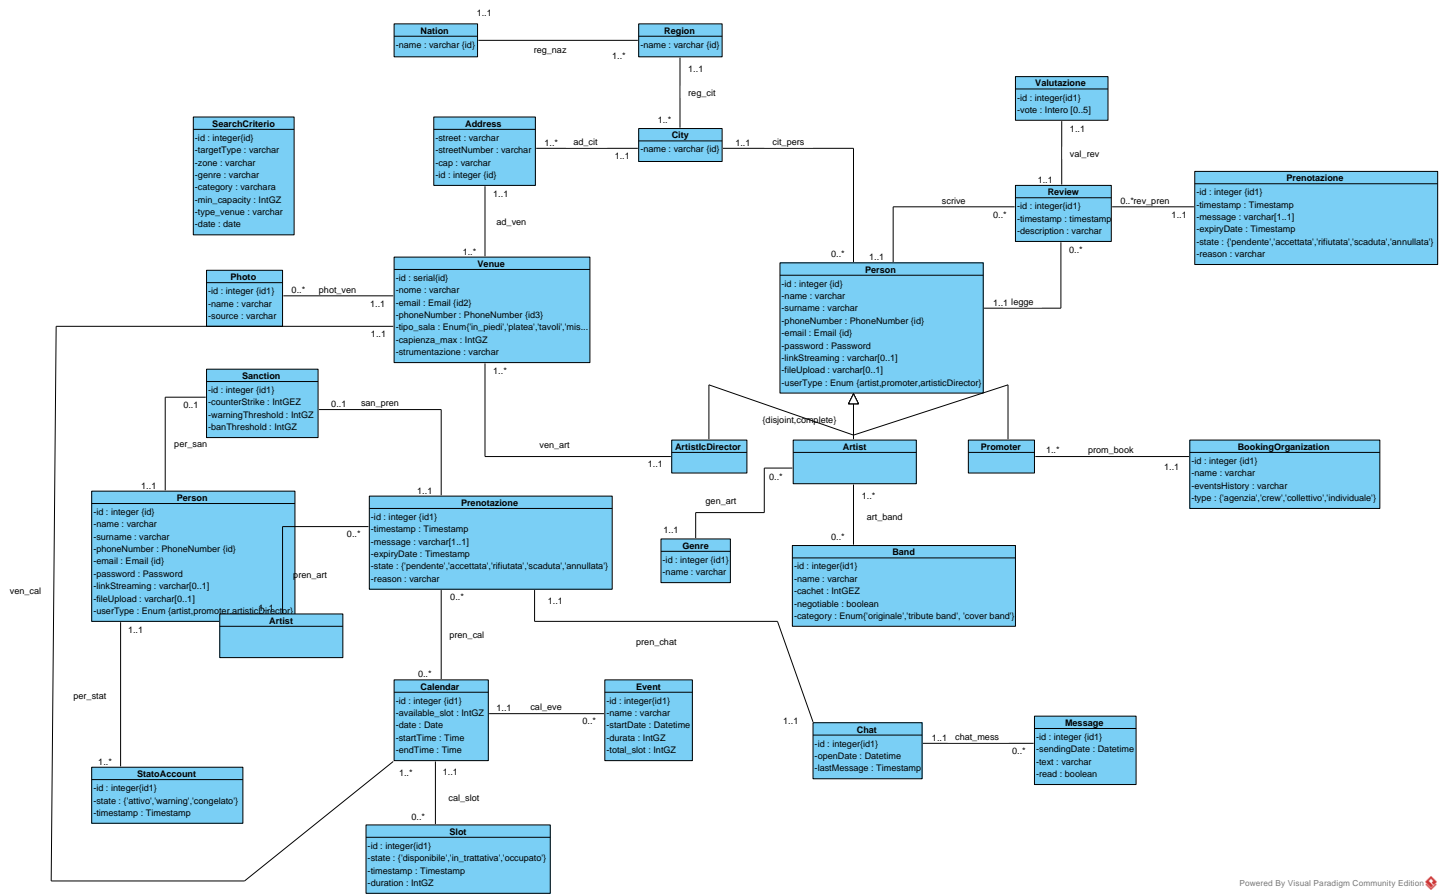 1..1
Nation
-name : varchar {id}
reg_naz
1..*
Region
-name : varchar {id}
1..1
reg_cit
1..*
City
-name : varchar {id}
1..1
ad_cit
1..*
1..1
cit_pers
0..*
Valutazione
-id : integer{id1}
-vote : Intero [0..5]
1..1
val_rev
1..1
SearchCriterio
-id : integer{id}
-targetType : varchar
-zone : varchar
-genre : varchar
-category : varchara
-min_capacity : IntGZ
-type_venue : varchar
-date : date
Address
-street : varchar
-streetNumber : varchar
-cap : varchar
-id : integer {id}
1..1
ad_ven
1..*
Review
-id : integer{id1}
-timestamp : timestamp
-description : varchar
scrive
0..*
1..1
0..*
rev_pren
1..1
0..*
1..1
legge
Prenotazione
-id : integer {id1}
-timestamp : Timestamp
-message : varchar[1..1]
-expiryDate : Timestamp
-state : {'pendente','accettata','rifiutata','scaduta','annullata'}
-reason : varchar
Photo
-id : integer {id1}
-name : varchar
-source : varchar
0..*
phot_ven
1..1
1..1
Venue
-id : serial{id}
-nome : varchar
-email : Email {id2}
-phoneNumber : PhoneNumber {id3}
-tipo_sala : Enum{'in_piedi','platea','tavoli','mis...
-capienza_max : IntGZ
-strumentazione : varchar
1..*
ven_art
1..1
Person
-id : integer {id}
-name : varchar
-surname : varchar
-phoneNumber : PhoneNumber {id}
-email : Email {id}
-password : Password
-linkStreaming : varchar[0..1]
-fileUpload : varchar[0..1]
-userType : Enum {artist,promoter,artisticDirector}
{disjoint,complete}
Sanction
-id : integer {id1}
-counterStrike : IntGEZ
-warningThreshold : IntGZ
-banThreshold : IntGZ
0..1
per_san
1..1
0..1
san_pren
1..1
ArtistIcDirector
Artist
Promoter
1..*
prom_book
1..1
BookingOrganization
-id : integer {id1}
-name : varchar
-eventsHistory : varchar
-type : {'agenzia','crew','collettivo','individuale'}
0..*
gen_art
1..1
Genre
-id : integer {id1}
-name : varchar
1..*
art_band
0..*
Band
-id : integer{id1}
-name : varchar
-cachet : IntGEZ
-negotiable : boolean
-category : Enum{'originale','tribute band', 'cover band'}
Person
-id : integer {id}
-name : varchar
-surname : varchar
-phoneNumber : PhoneNumber {id}
-email : Email {id}
-password : Password
-linkStreaming : varchar[0..1]
-fileUpload : varchar[0..1]
-userType : Enum {artist,promoter,artisticDirector}
1..1
per_stat
1..*
Prenotazione
-id : integer {id1}
-timestamp : Timestamp
-message : varchar[1..1]
-expiryDate : Timestamp
-state : {'pendente','accettata','rifiutata','scaduta','annullata'}
-reason : varchar
0..*
pren_art
1..1
Artist
ven_cal
0..*
pren_cal
0..*
1..1
pren_chat
1..1
Calendar
-id : integer {id1}
-available_slot : IntGZ
-date : Date
-startTime : Time
-endTime : Time
1..1
cal_eve
0..*
Event
-id : integer{id1}
-name : varchar
-startDate : Datetime
-durata : IntGZ
-total_slot : IntGZ
Chat
-id : integer{id1}
-openDate : Datetime
-lastMessage : Timestamp
1..1
chat_mess
0..*
Message
-id : integer {id1}
-sendingDate : Datetime
-text : varchar
-read : boolean
StatoAccount
-id : integer{id1}
-state : {'attivo','warning','congelato'}
-timestamp : Timestamp
1..*
1..1
cal_slot
0..*
Slot
-id : integer{id1}
-state : {'disponibile','in_trattativa','occupato'}
-timestamp : Timestamp
-duration : IntGZ
Powered By Visual Paradigm Community Edition